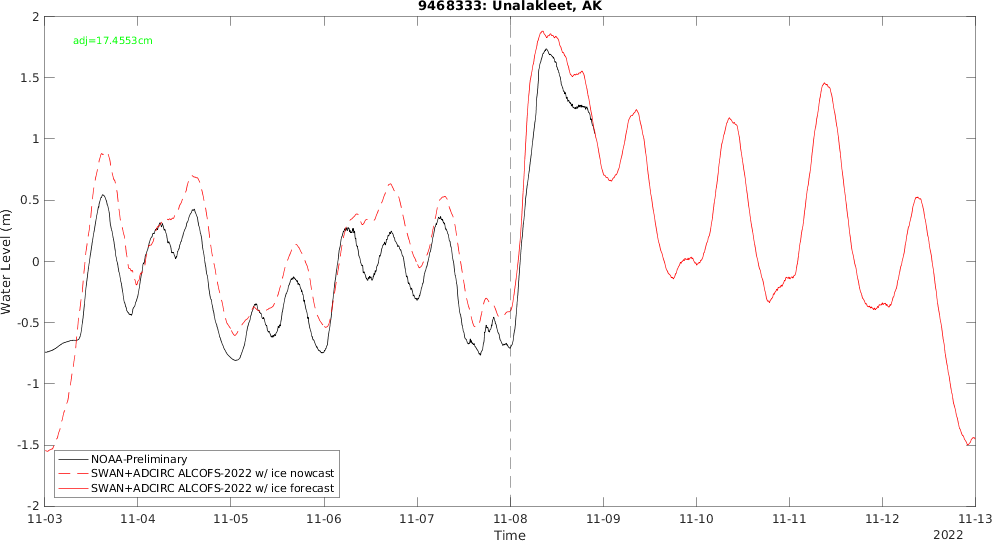 9468333: Unalakleet, AK
adj=17.4553cm
2
1.5
1
0.5
0
-0.5
-1
-1.5
-2
Water Level (m)
NOAA-Preliminary
SWAN+ADCIRC ALCOFS-2022 w/ ice nowcast
SWAN+ADCIRC ALCOFS-2022 w/ ice forecast
11-03 11-04 11-05 11-06 11-07 11-08 11-09 11-10 11-11 11-12 11-13
Time
2022